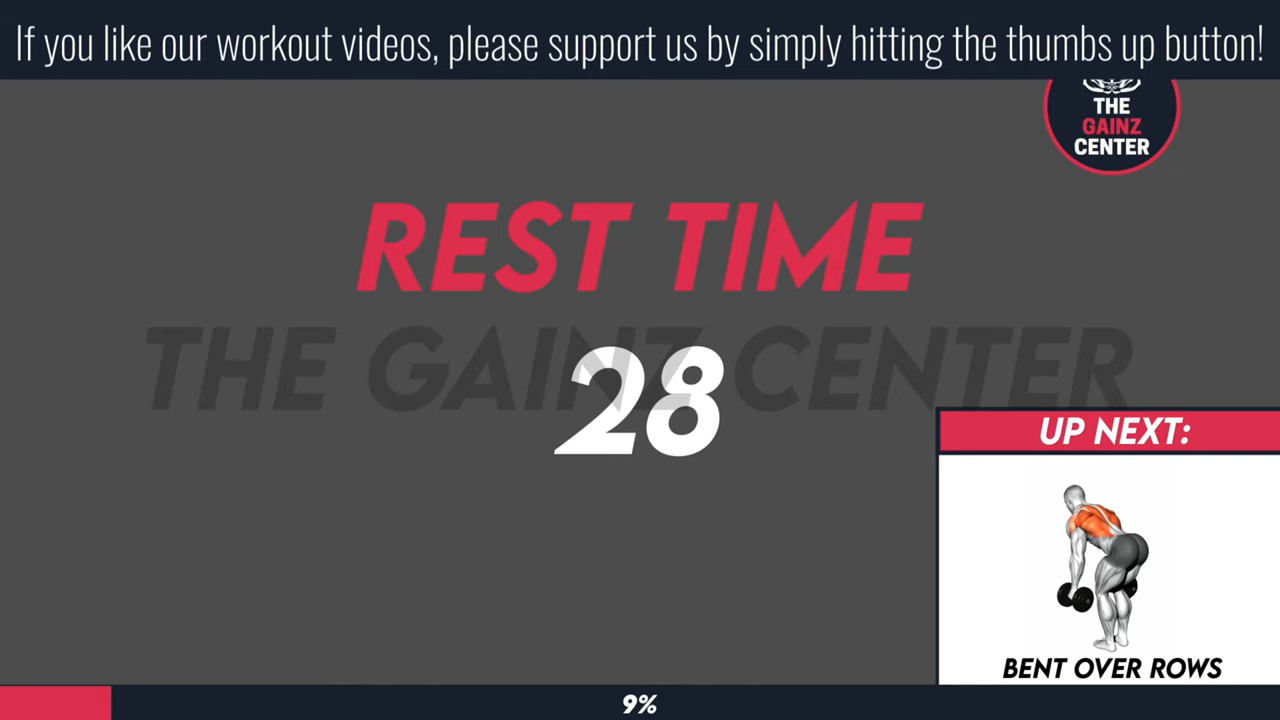 If you like our workout videos, please support us by simply hitting the thumbs up button!
THE
GAINZ
CENTER
REST TIME
THE GAINZ CENTER
28
UP NEXT:
BENT OVER ROWS
9%